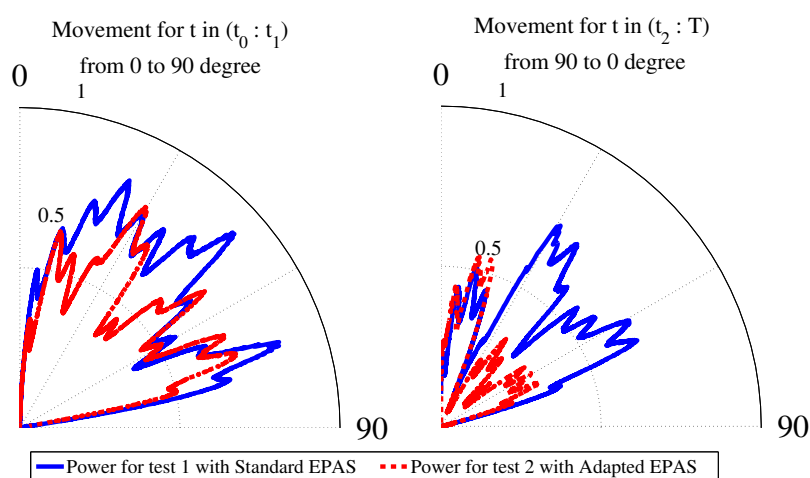 Movement for t in (t0 : t1)
from 0 to 90 degree
0
1
0.5
90
Movement for t in (t2 : T)
from 90 to 0 degree
0
1
0.5
90
Power for test 1 with Standard EPAS
Power for test 2 with Adapted EPAS